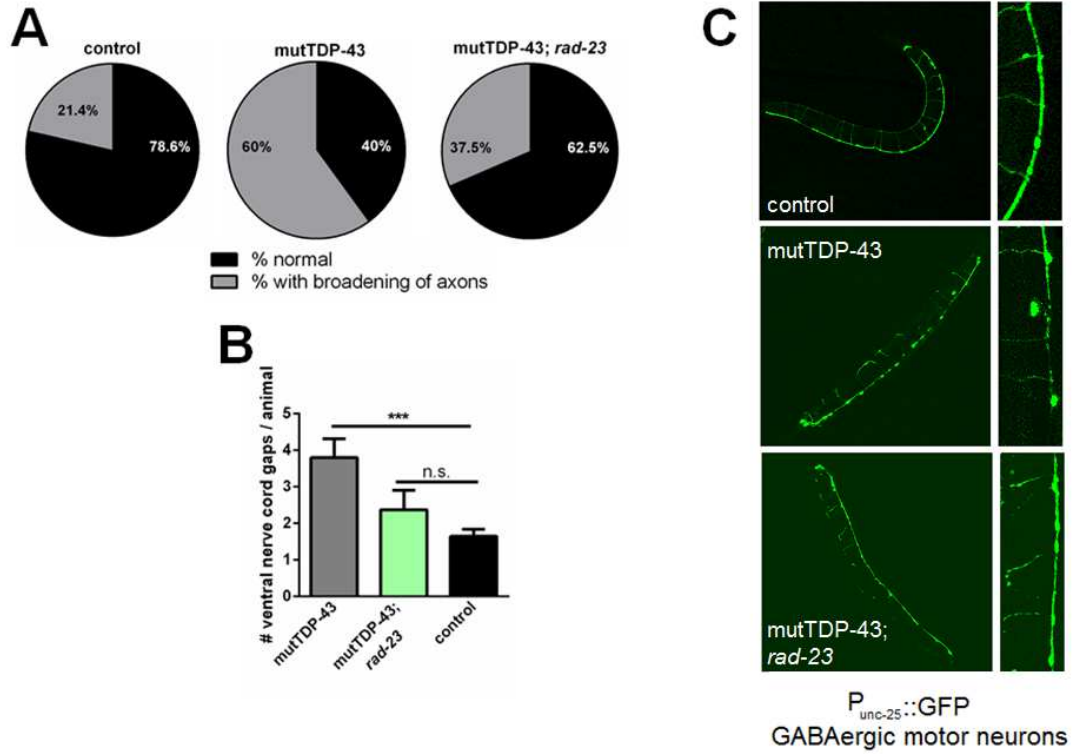 A
control
mutTDP-43
mutTDP-43; rad-23
21.4%
78.6%
60%
40%
37.5%
62.5%
% normal
% with broadening of axons
B
# ventral nerve cord gaps / animal
5
4
3
2
1
0
***
n.s.
mutTDP-43
mutTDP-43;
rad-23
control
C
control
mutTDP-43
mutTDP-43;
rad-23
Punc-25::GFP
GABAergic motor neurons